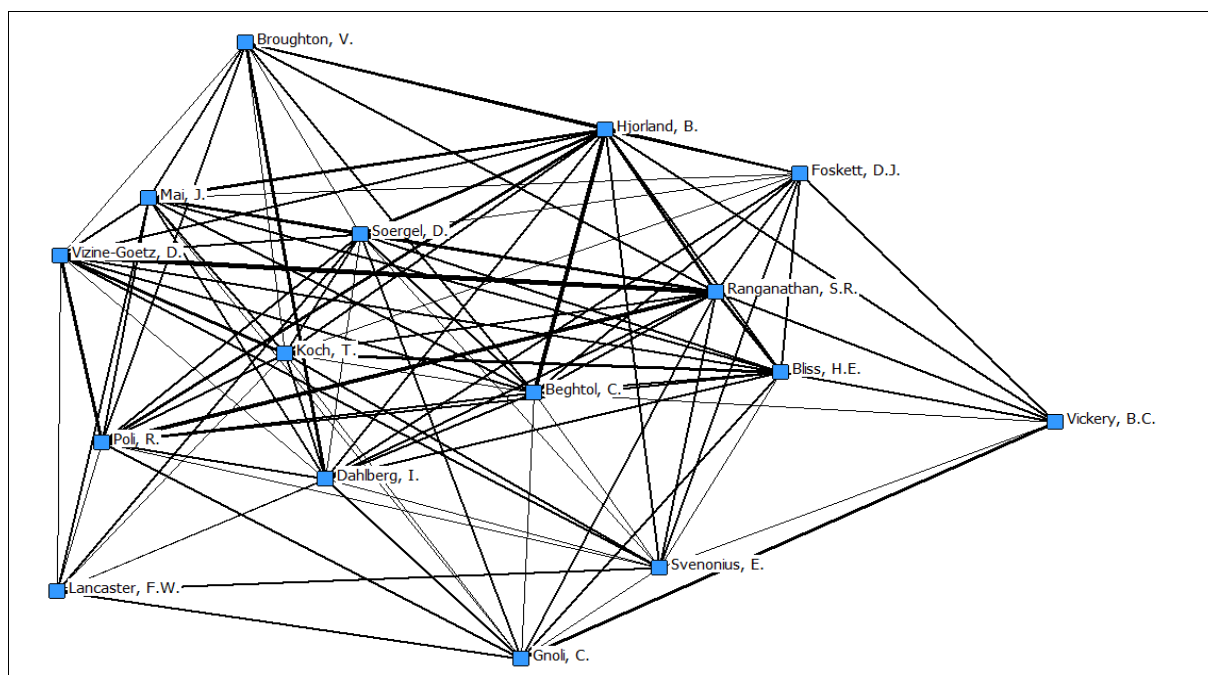 Broughton, V.
Hjorland, B.
Foskett, D.J.
Mai, J.
Soergel, D.
Vizine-Goetz, D.
Ranganathan, S.R.
Koch, T.
Bliss, H.E.
Beghtol, C.
Vickery, B.C.
Poli, R.
Dahlberg, I.
Svenonius, E.
Lancaster, F.W.
Gnoli, C.